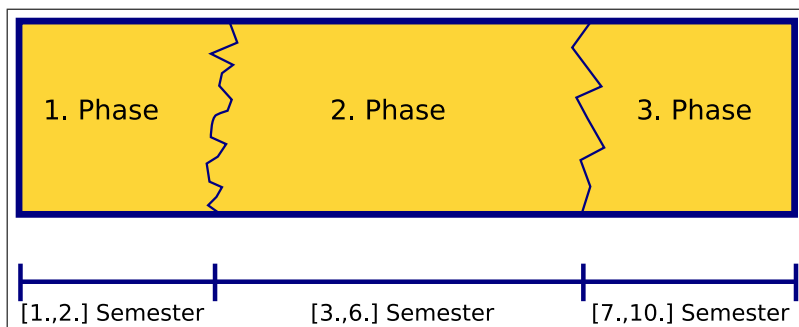 1. Phase
2. Phase
3. Phase
[1.,2.] Semester
[3.,6.] Semester
[7.,10.] Semester